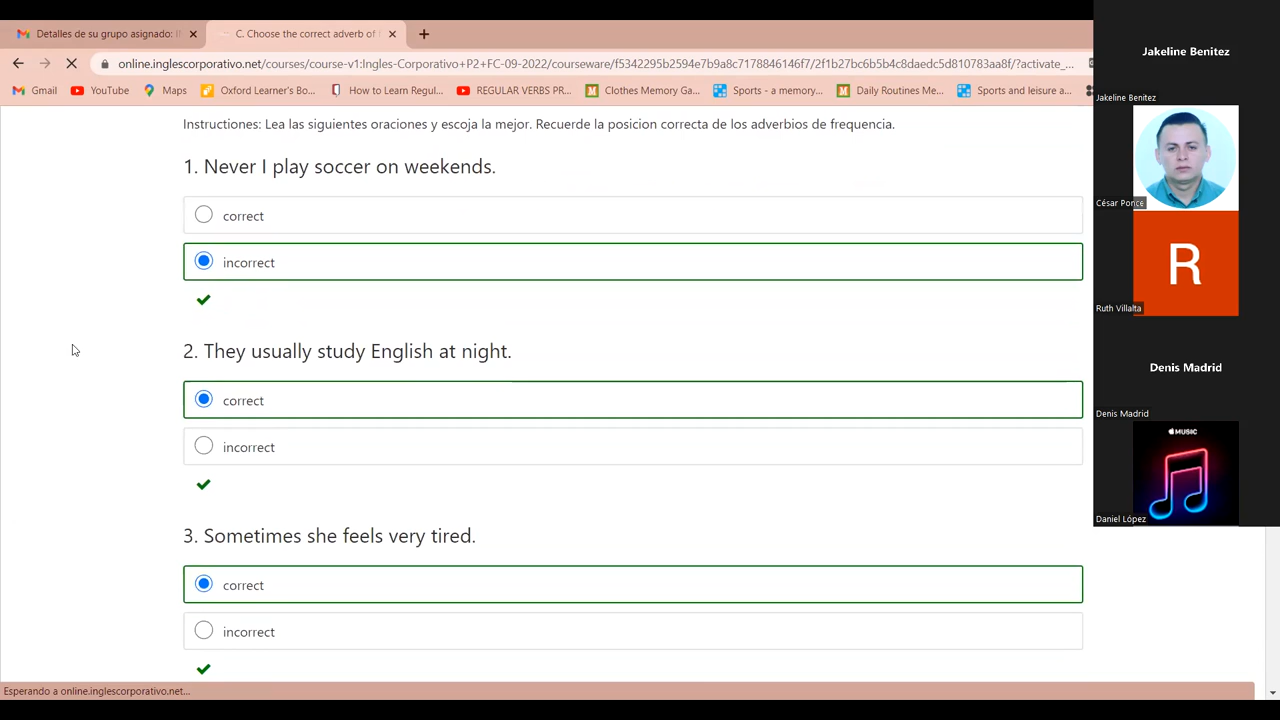 Detalles de su grupo asignado: I
C. Choose the correct adverb of
online.inglescorporativo.net/courses/course-v1:Ingles-Corporativo+P2+FC-09-2022/courseware/f5342295b2594e7b9a8c7178846146f7/2f1b27bc6b5b4c8daedc5d810783aa8f/?activate_...
Gmail
YouTube
Maps
Oxford Learner's Bo...
How to Learn Regul...
REGULAR VERBS PR...
Clothes Memory Ga...
Sports - a memory...
Daily Routines Me...
Sports and leisure a...
Instructiones: Lea las siguientes oraciones y escoja la mejor. Recuerde la posicion correcta de los adverbios de frequencia.
1. Never I play soccer on weekends.
correct
incorrect
2. They usually study English at night.
correct
incorrect
3. Sometimes she feels very tired.
correct
incorrect
Esperando a online.inglescorporativo.net...
Jakeline Benitez
Jakeline Benitez
César Ponce
R
Ruth Villalta
Denis Madrid
Denis Madrid
MUSIC
Daniel López